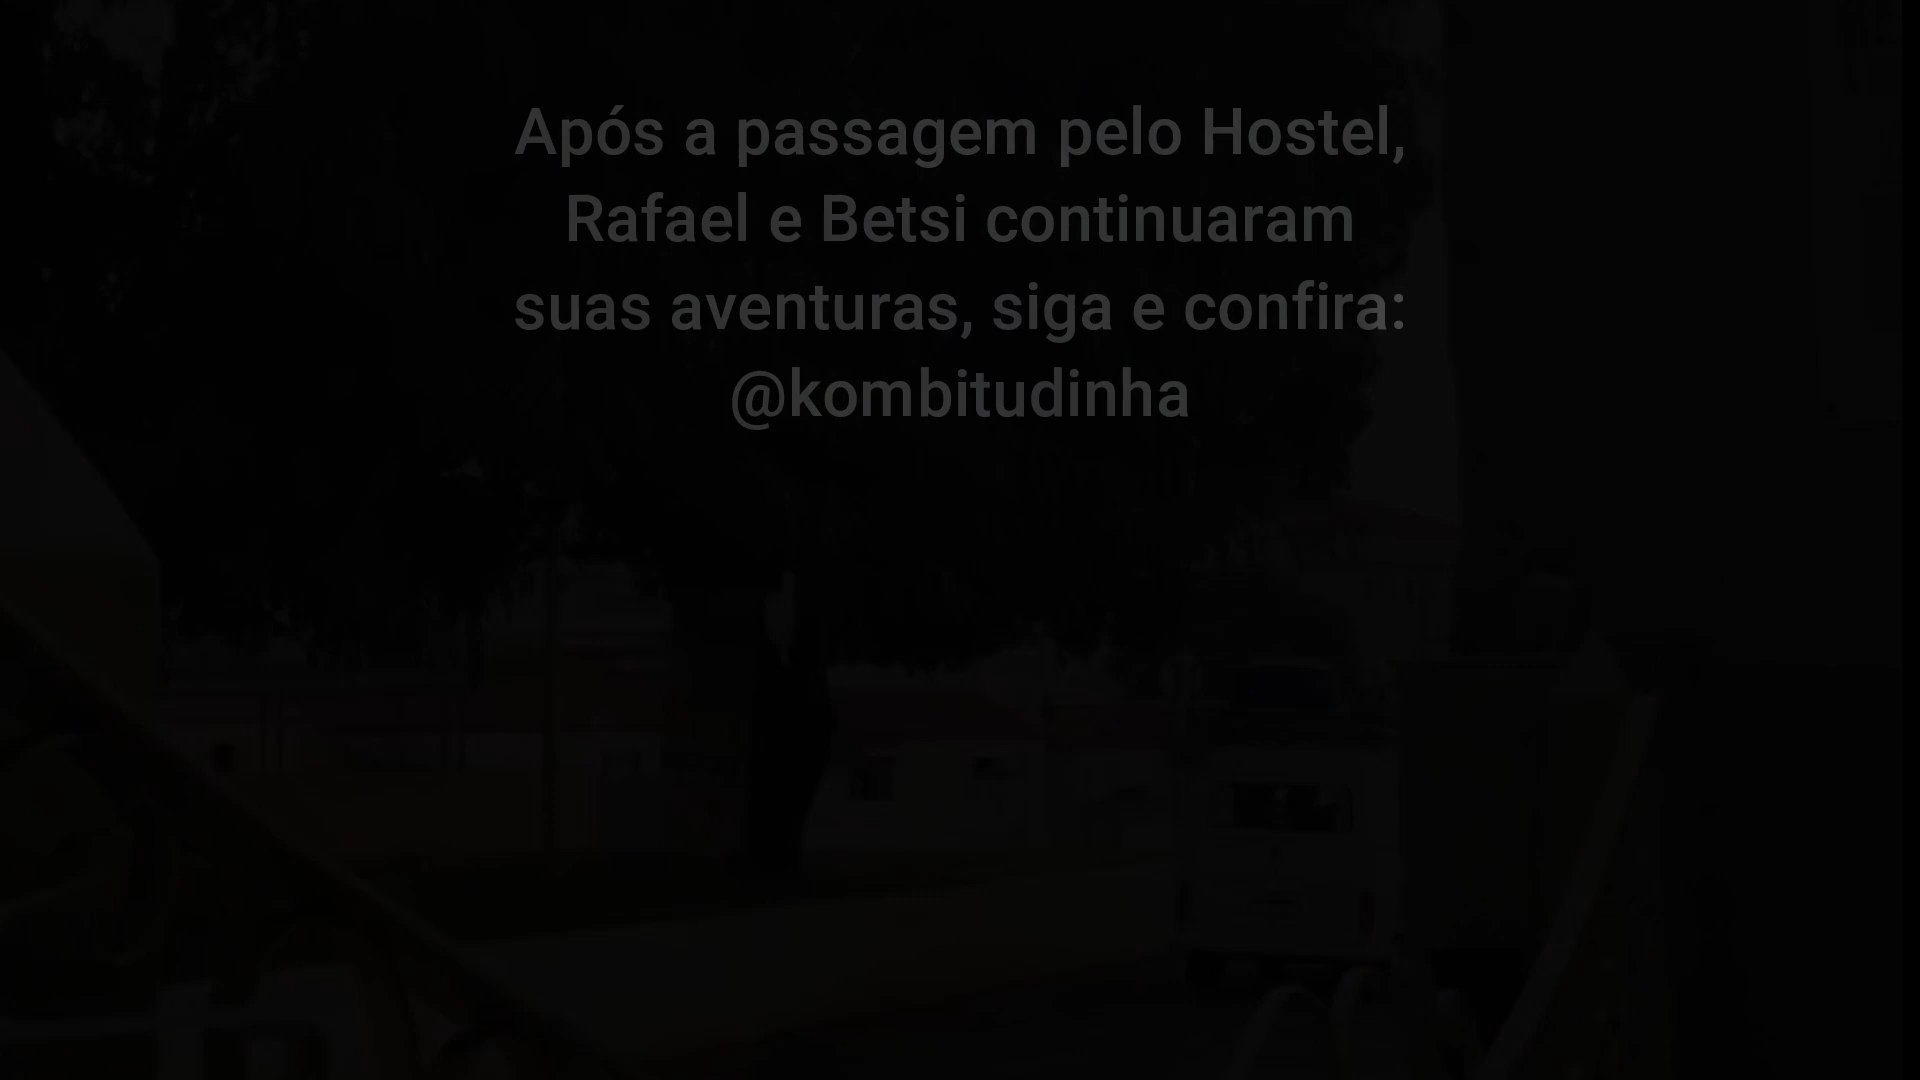 Após a passagem pelo Hostel,
Rafael e Betsi continuaram
suas aventuras, siga e confira:
@kombitudinha